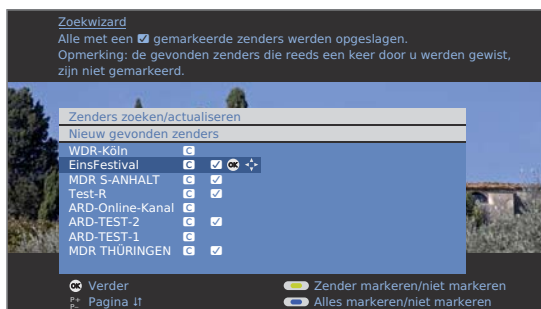 Zoekwizard
Alle met een ☑ gemarkeerde zenders werden opgeslagen.
Opmerking: de gevonden zenders die reeds een keer door u werden gewist,
zijn niet gemarkeerd.
Zenders zoeken/actualiseren
Nieuw gevonden zenders
WDR-Köln C
EinsFestival C ☑ OK
MDR S-ANHALT C ☑
Test-R C ☑
ARD-Online-Kanal C
ARD-TEST-2 C ☑
ARD-TEST-1 C
MDR THÜRINGEN C ☑
OK Verder
P+ P− Pagina ↓↑
Zender markeren/niet markeren
Alles markeren/niet markeren